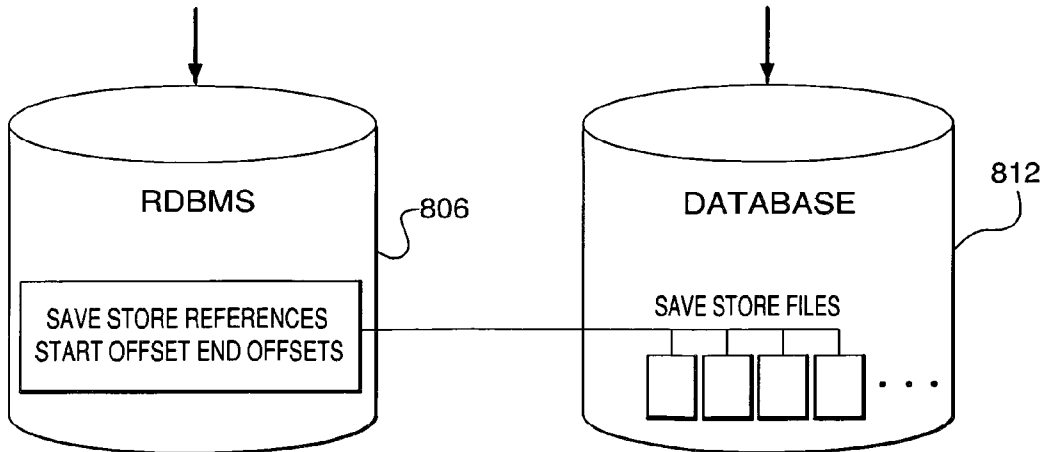 RDBMS
806
SAVE STORE REFERENCES
START OFFSET END OFFSETS
DATABASE
812
SAVE STORE FILES